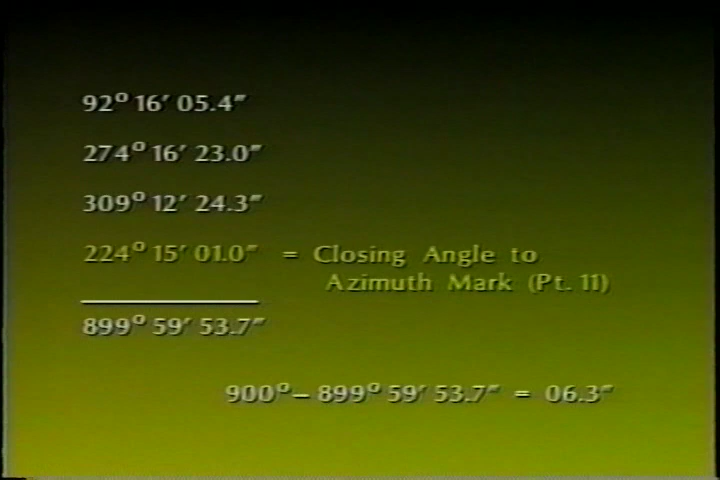 92° 16′ 05.4″
274° 16′ 23.0″
309° 12′ 24.3″
224° 15′ 01.0″ = Closing Angle to
Azimuth Mark (Pt. 11)
899° 59′ 53.7″
900° – 899° 59′ 53.7″ = 06.3″